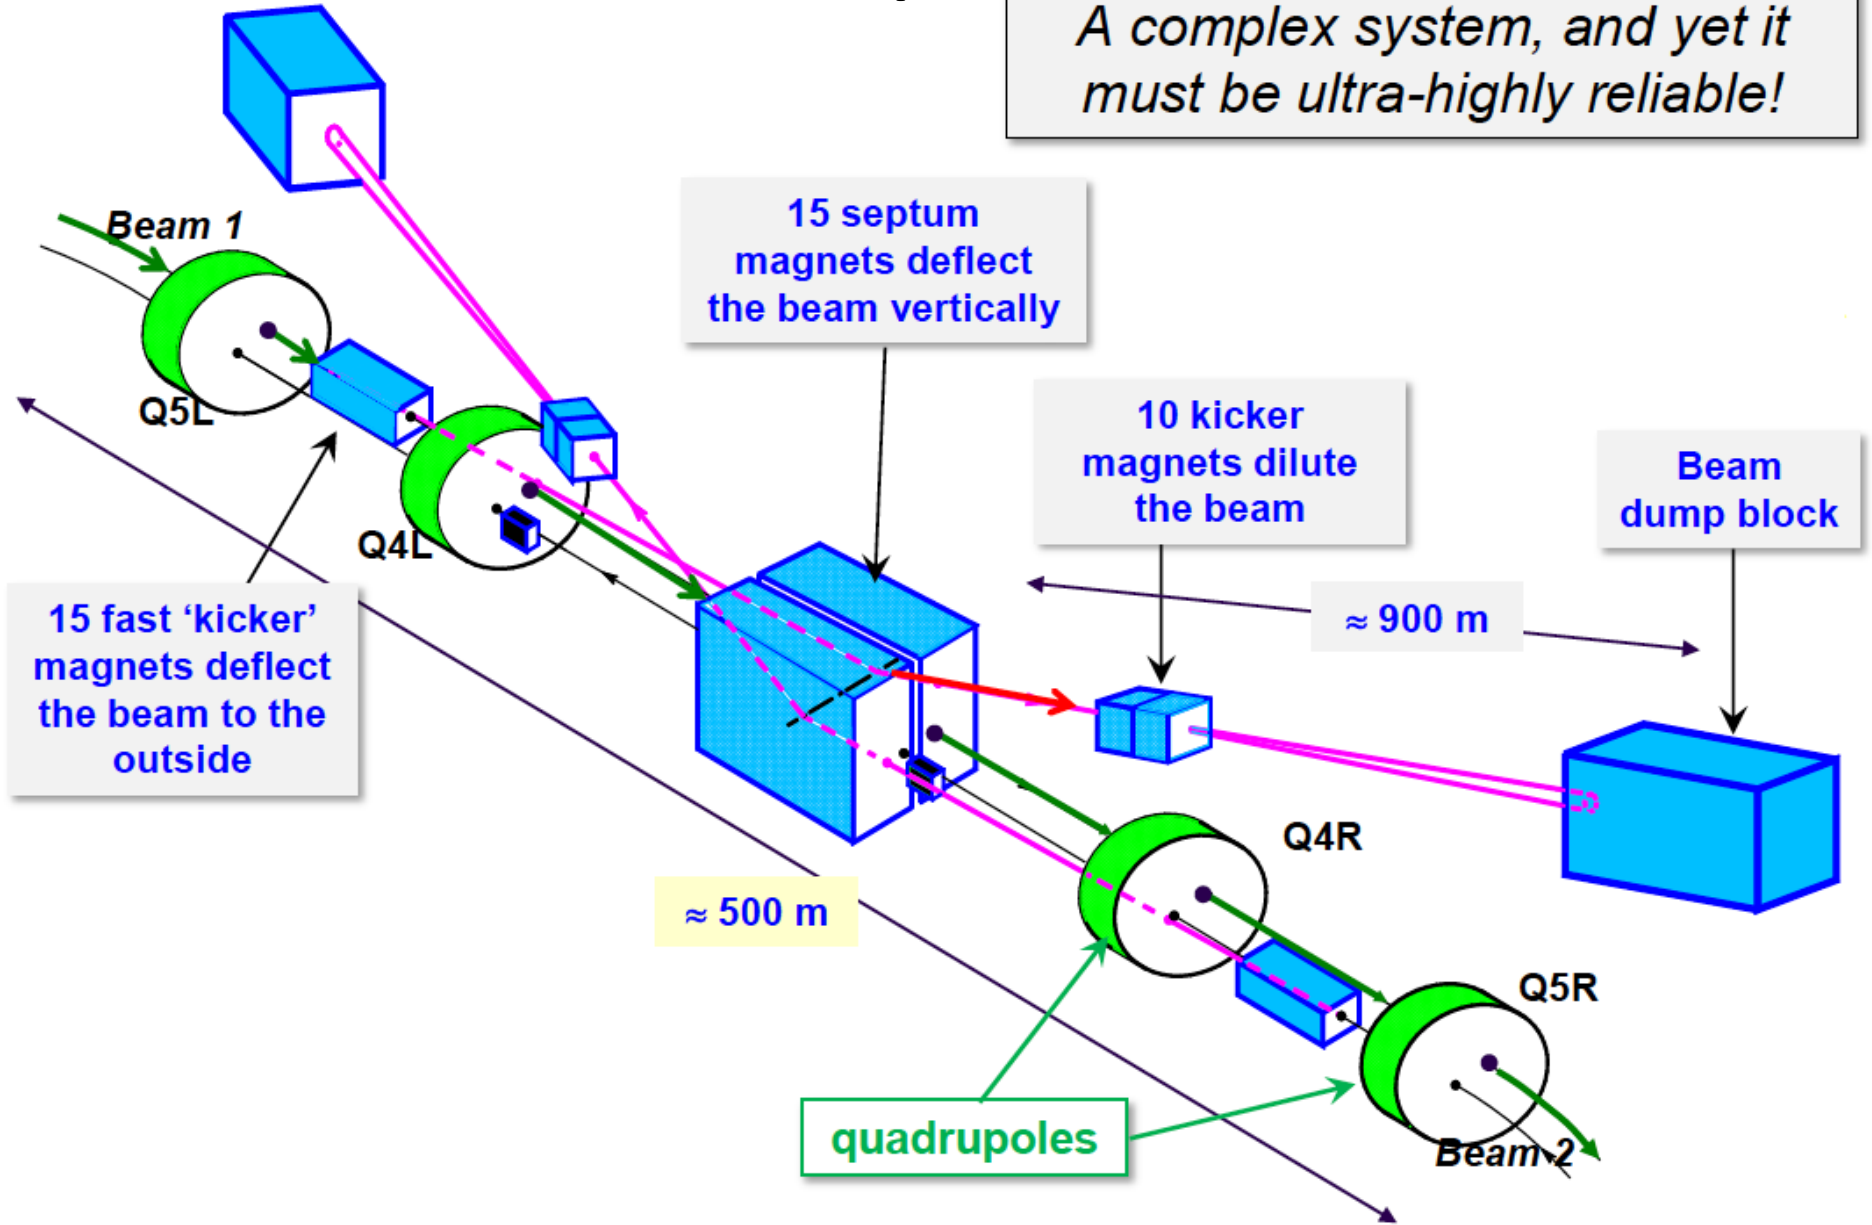 A complex system, and yet it
must be ultra-highly reliable!
Beam 1
15 septum
magnets deflect
the beam vertically
Q5L
10 kicker
magnets dilute
the beam
Beam
dump block
Q4L
15 fast ‘kicker’
magnets deflect
the beam to the
outside
≈ 900 m
Q4R
≈ 500 m
Q5R
quadrupoles
Beam 2